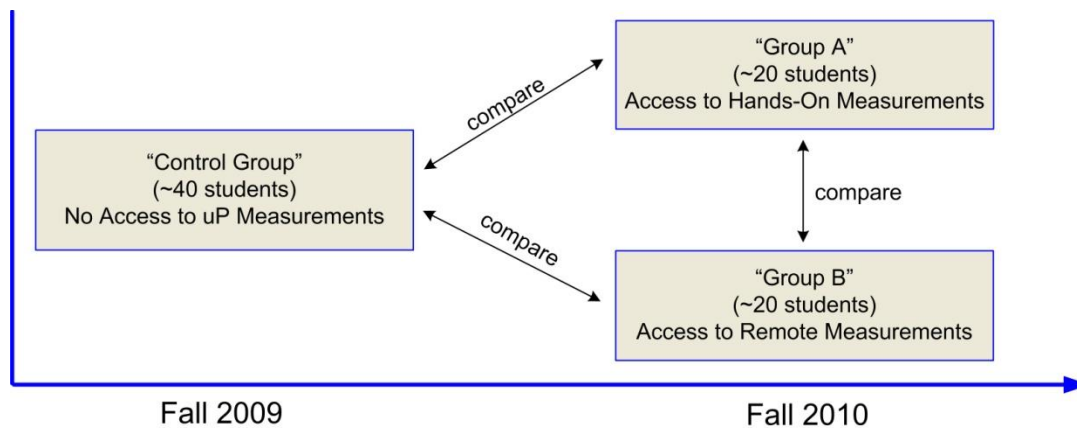 “Group A”
(~20 students)
Access to Hands-On Measurements
compare
“Control Group”
(~40 students)
No Access to uP Measurements
compare
compare
“Group B”
(~20 students)
Access to Remote Measurements
Fall 2009
Fall 2010